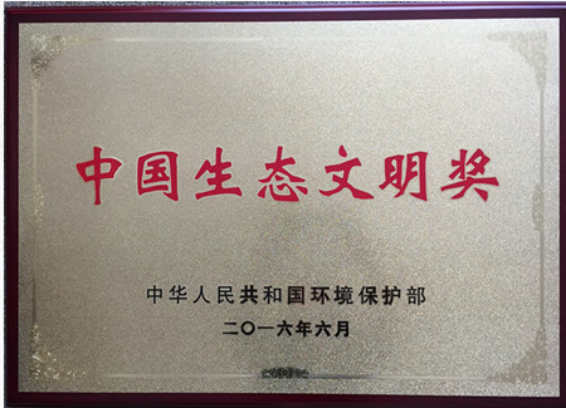 中国生态文明奖
中华人民共和国环境保护部
二〇一六年六月